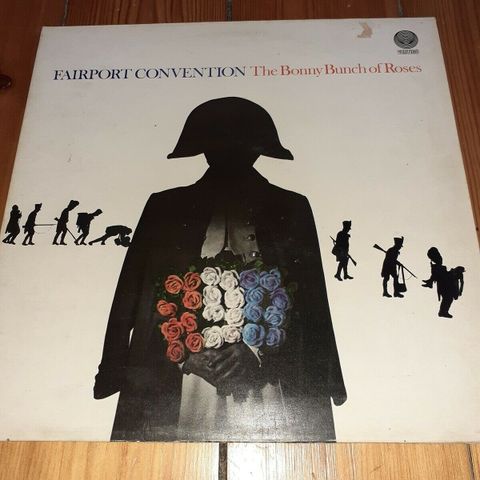 FAIRPORT CONVENTION The Bonny Bunch of Roses